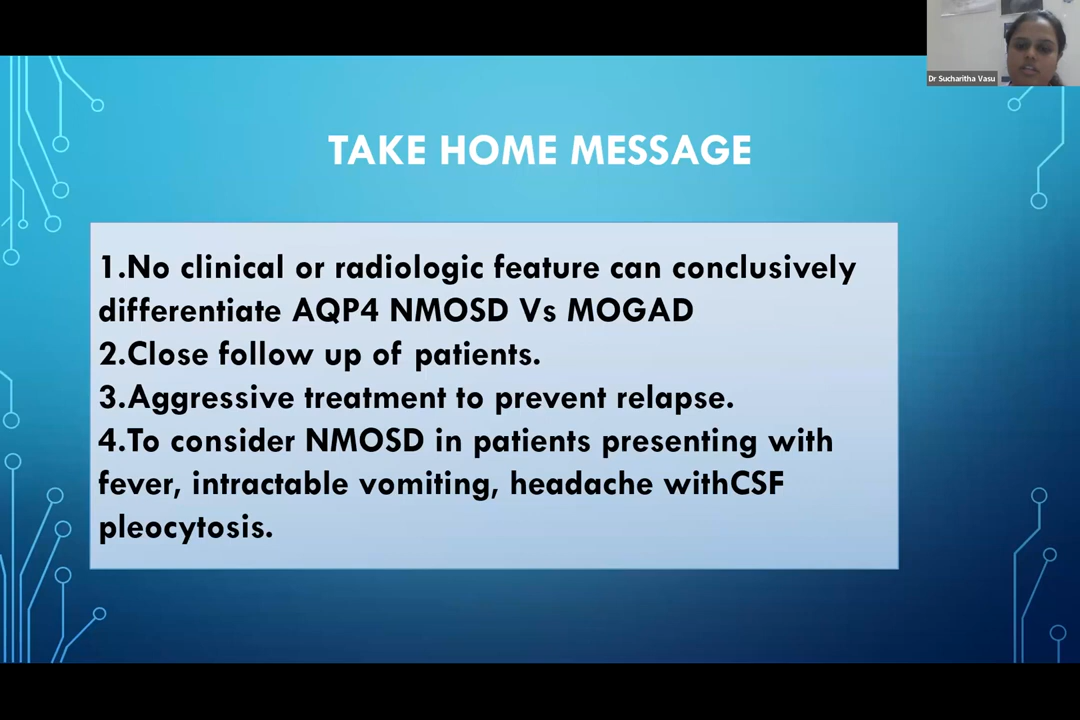 Dr Sucharitha Vasu
TAKE HOME MESSAGE
1.No clinical or radiologic feature can conclusively
differentiate AQP4 NMOSD Vs MOGAD
2.Close follow up of patients.
3.Aggressive treatment to prevent relapse.
4.To consider NMOSD in patients presenting with
fever, intractable vomiting, headache withCSF
pleocytosis.